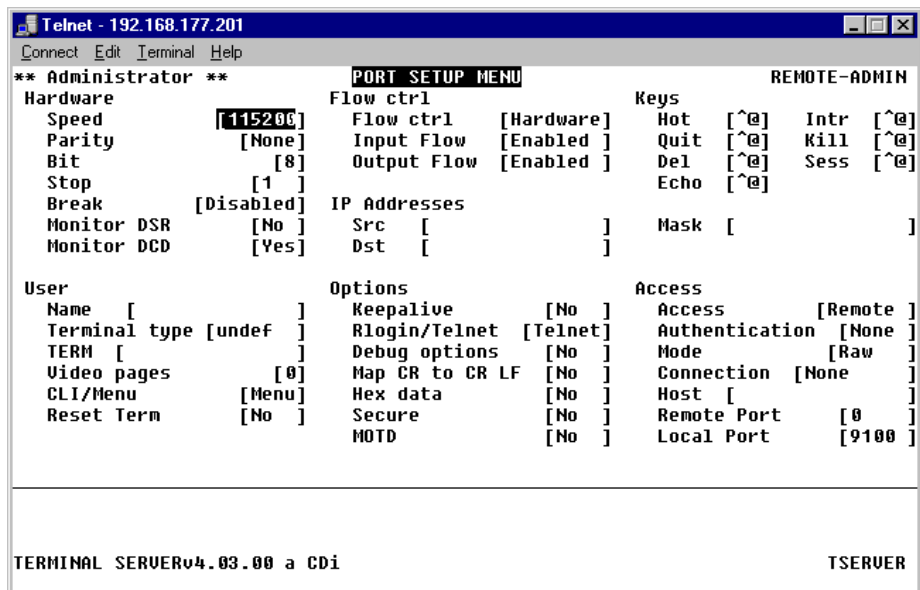 Telnet - 192.168.177.201
Connect Edit Terminal Help
** Administrator ** PORT SETUP MENU REMOTE-ADMIN
Hardware Flow ctrl Keys
Speed [115200] Flow ctrl [Hardware] Hot [^@] Intr [^@]
Parity [None] Input Flow [Enabled ] Quit [^@] Kill [^@]
Bit [8] Output Flow [Enabled ] Del [^@] Sess [^@]
Stop [1 ] Echo [^@]
Break [Disabled] IP Addresses
Monitor DSR [No ] Src [ ] Mask [ ]
Monitor DCD [Yes] Dst [ ]
User Options Access
Name [ ] Keepalive [No ] Access [Remote ]
Terminal type [undef ] Rlogin/Telnet [Telnet] Authentication [None ]
TERM [ ] Debug options [No ] Mode [Raw ]
Video pages [0] Map CR to CR LF [No ] Connection [None ]
CLI/Menu [Menu] Hex data [No ] Host [ ]
Reset Term [No ] Secure [No ] Remote Port [0 ]
MOTD [No ] Local Port [9100 ]
TERMINAL SERVERv4.03.00 a CDi TSERVER